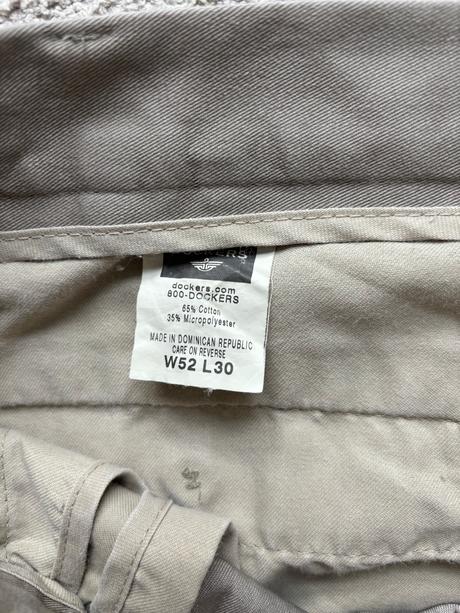 DOCKERS
dockers.com
800-DOCKERS
65% Cotton
35% Micropolyester
MADE IN DOMINICAN REPUBLIC
CARE ON REVERSE
W52 L30